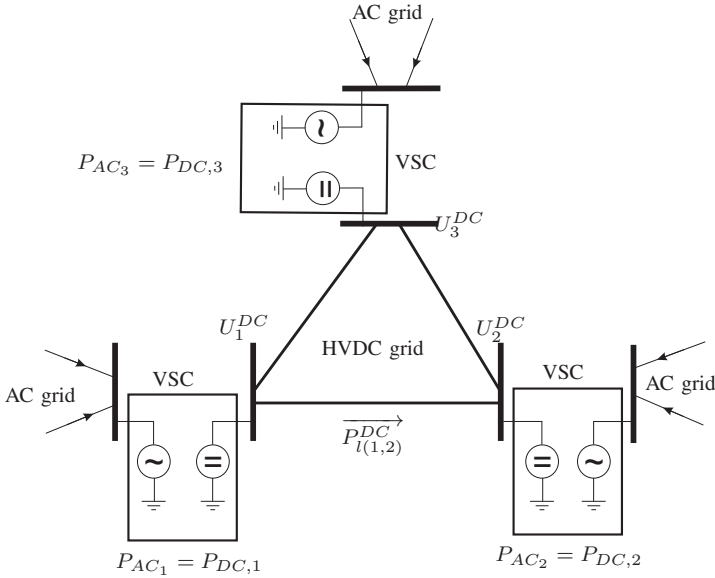 AC grid
P_{AC_3} = P_{DC,3}
VSC
U_3^{DC}
U_1^{DC}
U_2^{DC}
HVDC grid
VSC
VSC
AC grid
AC grid
\overrightarrow{P_{l(1,2)}^{DC}}
P_{AC_1} = P_{DC,1}
P_{AC_2} = P_{DC,2}